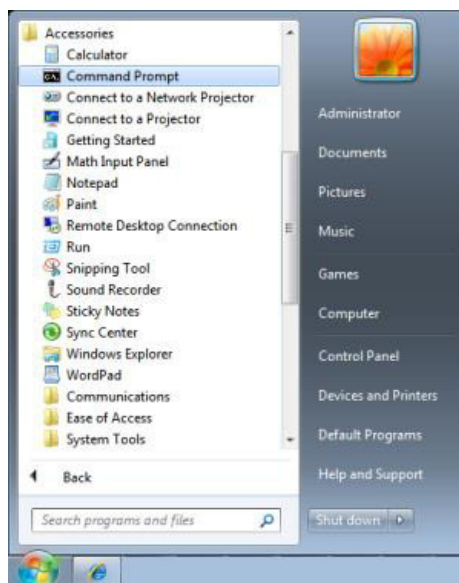 Accessories
Calculator
Command Prompt
Connect to a Network Projector
Connect to a Projector
Getting Started
Math Input Panel
Notepad
Paint
Remote Desktop Connection
Run
Snipping Tool
Sound Recorder
Sticky Notes
Sync Center
Windows Explorer
WordPad
Communications
Ease of Access
System Tools
Back
Search programs and files
Administrator
Documents
Pictures
Music
Games
Computer
Control Panel
Devices and Printers
Default Programs
Help and Support
Shut down